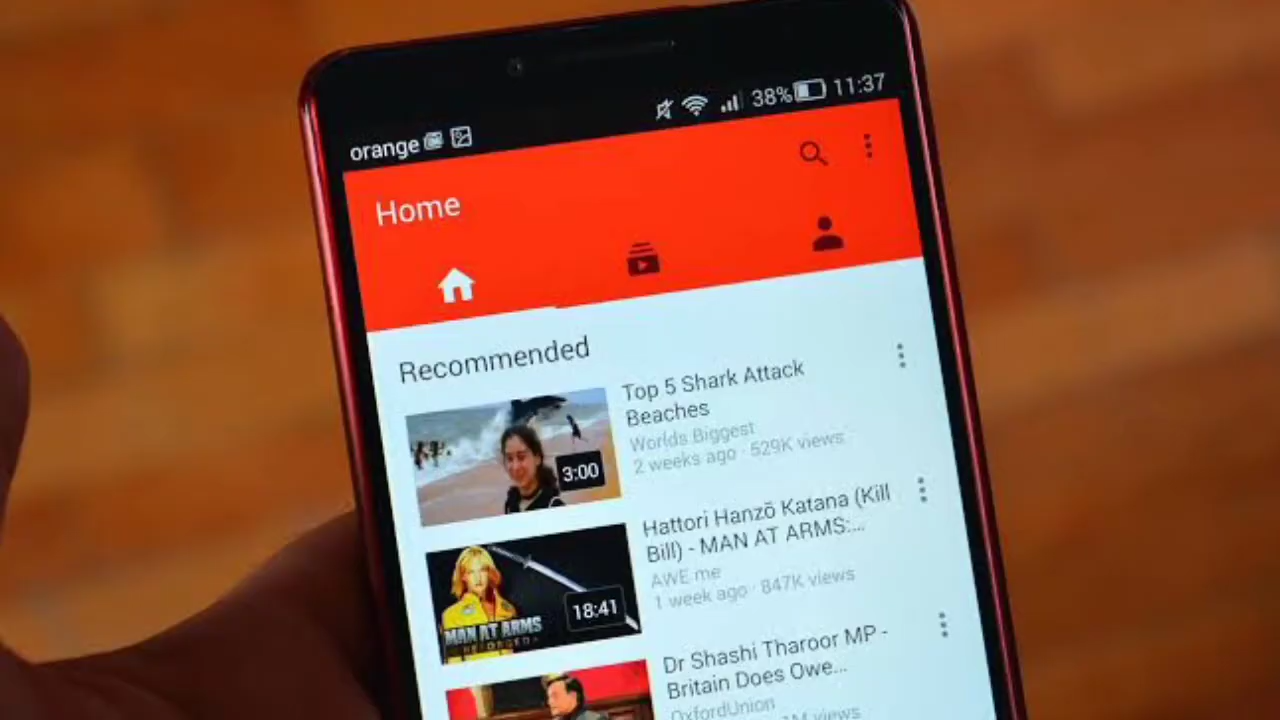 orange 38% 11:37
Home
Recommended
Top 5 Shark Attack
Beaches
Worlds Biggest
2 weeks ago · 529K views
3:00
Hattori Hanzō Katana (Kill
Bill) - MAN AT ARMS:...
AWE me
1 week ago · 847K views
18:41
MAN AT ARMS
REFORGED
Dr Shashi Tharoor MP -
Britain Does Owe...
OxfordUnion
views